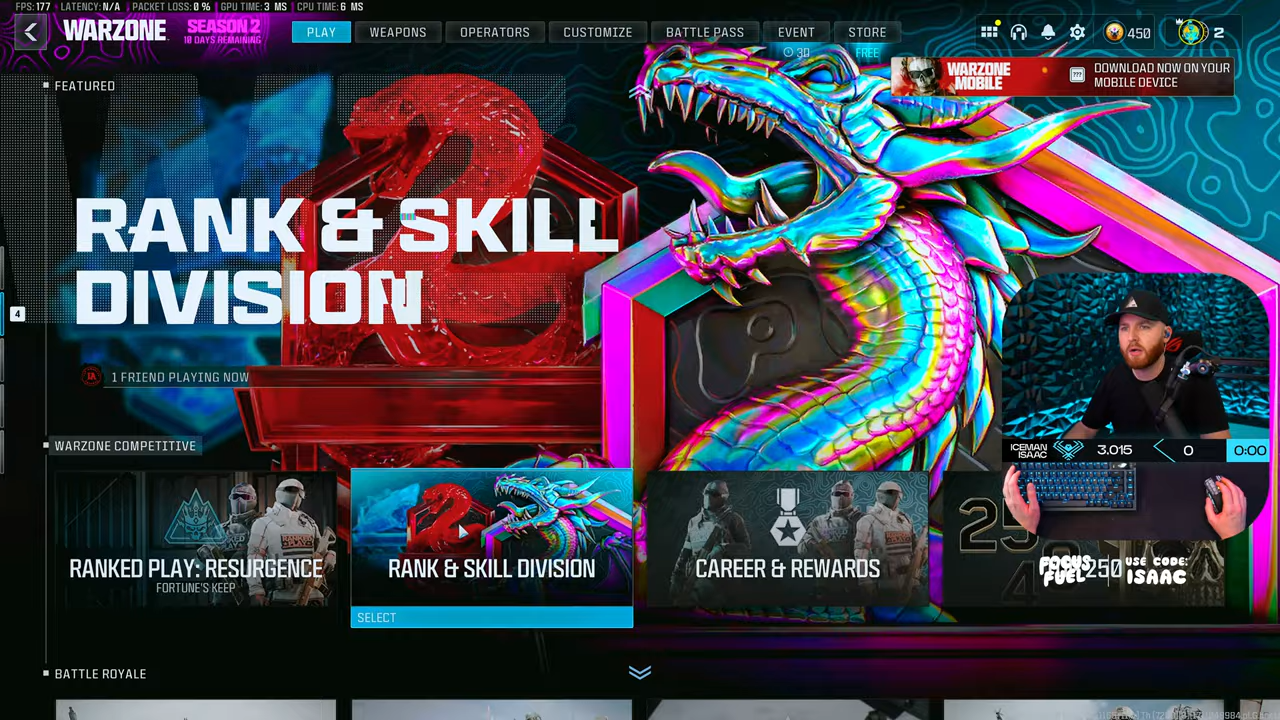 FPS: 177 LATENCY: N/A PACKET LOSS: 0 % GPU TIME: 3 MS CPU TIME: 6 MS
WARZONE
SEASON 2
10 DAYS REMAINING
PLAY
WEAPONS
OPERATORS
CUSTOMIZE
BATTLE PASS
EVENT
STORE
450
2
30
FREE
WARZONE
MOBILE
???
DOWNLOAD NOW ON YOUR
MOBILE DEVICE
FEATURED
RANK & SKILL
DIVISION
4
1 FRIEND PLAYING NOW
WARZONE COMPETITIVE
ICEMAN
ISAAC
3.015
0
0:00
RANKED PLAY: RESURGENCE
FORTUNE'S KEEP
RANK & SKILL DIVISION
SELECT
CAREER & REWARDS
250
FOCUS
FUEL
USE CODE:
ISAAC
BATTLE ROYALE